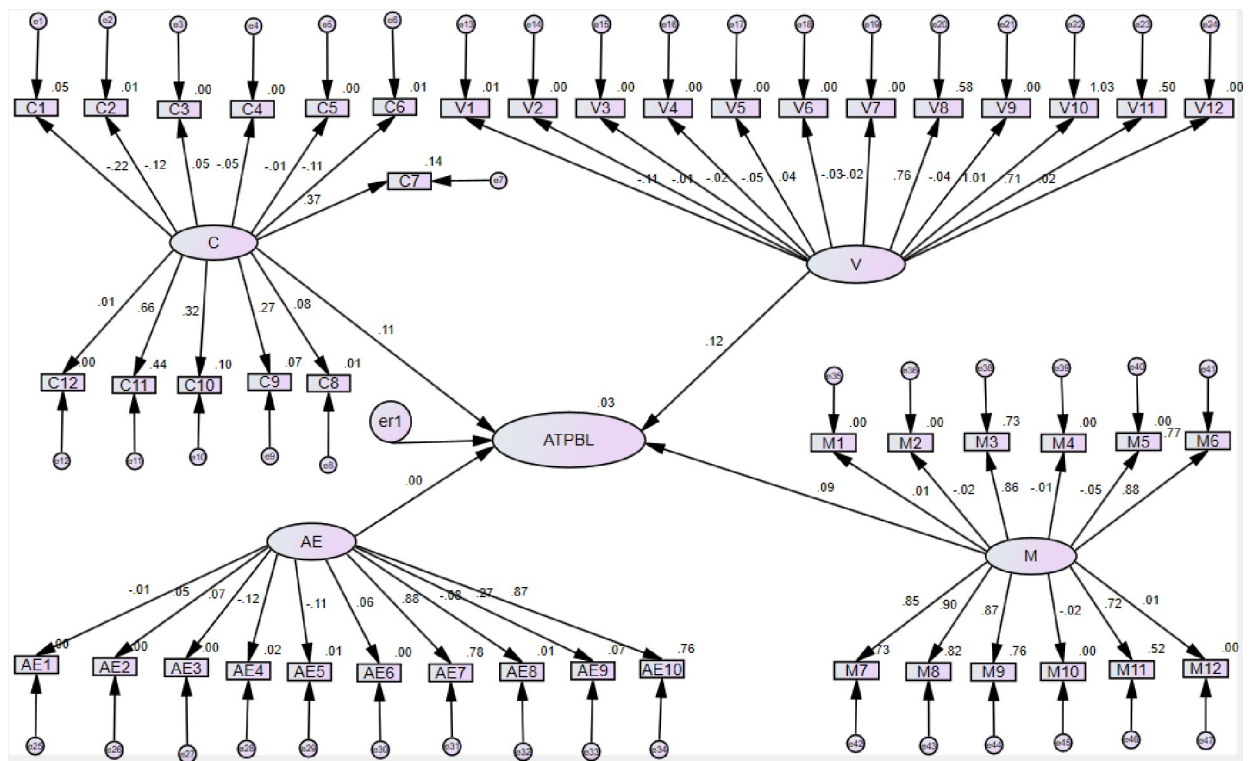 e1 e2 e3 e4 e5 e6 e13 e14 e15 e16 e17 e18 e19 e20 e21 e22 e23 e24
.05 .01 .00 .00 .00 .01 .01 .00 .00 .00 .00 .00 .00 .58 .00 1.03 .50 .00
C1 C2 C3 C4 C5 C6 V1 V2 V3 V4 V5 V6 V7 V8 V9 V10 V11 V12
-.22 -.12 .05 -.05 -.01 -.11 -.11 -.01 -.02 -.05 .04 -.03 -.02 .76 -.04 1.01 .71 .02
.14
C7 e7
.37
C
V
.01 .66 .32 .27 .08
.11
.12
.00 .44 .10 .07 .01
C12 C11 C10 C9 C8
e12 e11 e10 e9 e8
er1
.03
ATPBL
e35 e36 e38 e39 e40 e41
.00 .00 .73 .00 .00 .77
M1 M2 M3 M4 M5 M6
.00
.09
.01 -.02 .86 -.01 -.05 .88
AE
M
-.01 .05 .07 -.12 -.11 .06 .88 -.08 .27 .87
.85 .90 .87 -.02 .72 .01
.00 .00 .00 .02 .01 .00 .78 .01 .07 .76
AE1 AE2 AE3 AE4 AE5 AE6 AE7 AE8 AE9 AE10
.73 .82 .76 .00 .52 .00
M7 M8 M9 M10 M11 M12
e25 e26 e27 e28 e29 e30 e31 e32 e33 e34
e42 e43 e44 e45 e46 e47